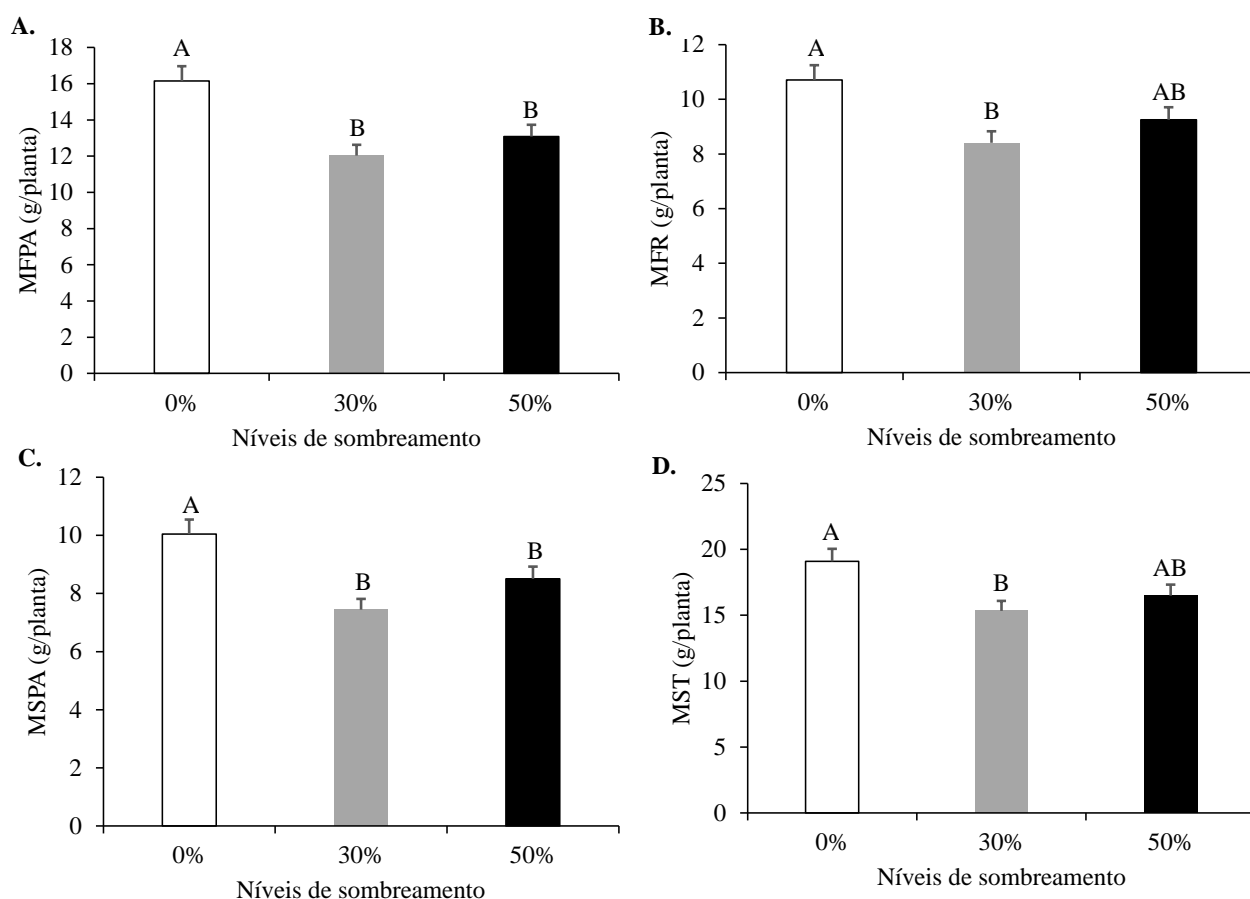 A.
MFPA (g/planta)
18
16
14
12
10
8
6
4
2
0
A
B
B
0%
30%
50%
Níveis de sombreamento
B.
MFR (g/planta)
12
10
8
6
4
2
0
A
B
AB
0%
30%
50%
Níveis de sombreamento
C.
MSPA (g/planta)
12
10
8
6
4
2
0
A
B
B
0%
30%
50%
Níveis de sombreamento
D.
MST (g/planta)
25
20
15
10
5
0
A
B
AB
0%
30%
50%
Níveis de sombreamento